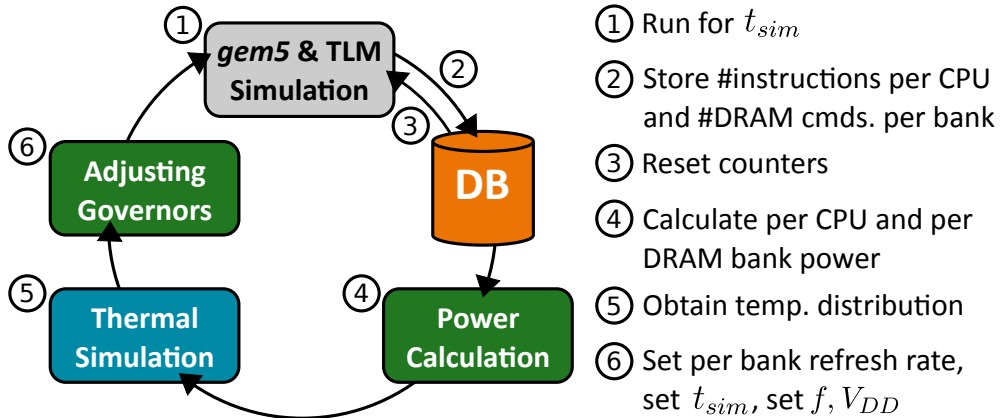 ① gem5 & TLM
Simulation
②
③
DB
⑥ Adjusting
Governors
⑤ Thermal
Simulation
④ Power
Calculation
① Run for t_sim
② Store #instructions per CPU
and #DRAM cmds. per bank
③ Reset counters
④ Calculate per CPU and per
DRAM bank power
⑤ Obtain temp. distribution
⑥ Set per bank refresh rate,
set t_sim, set f, V_DD